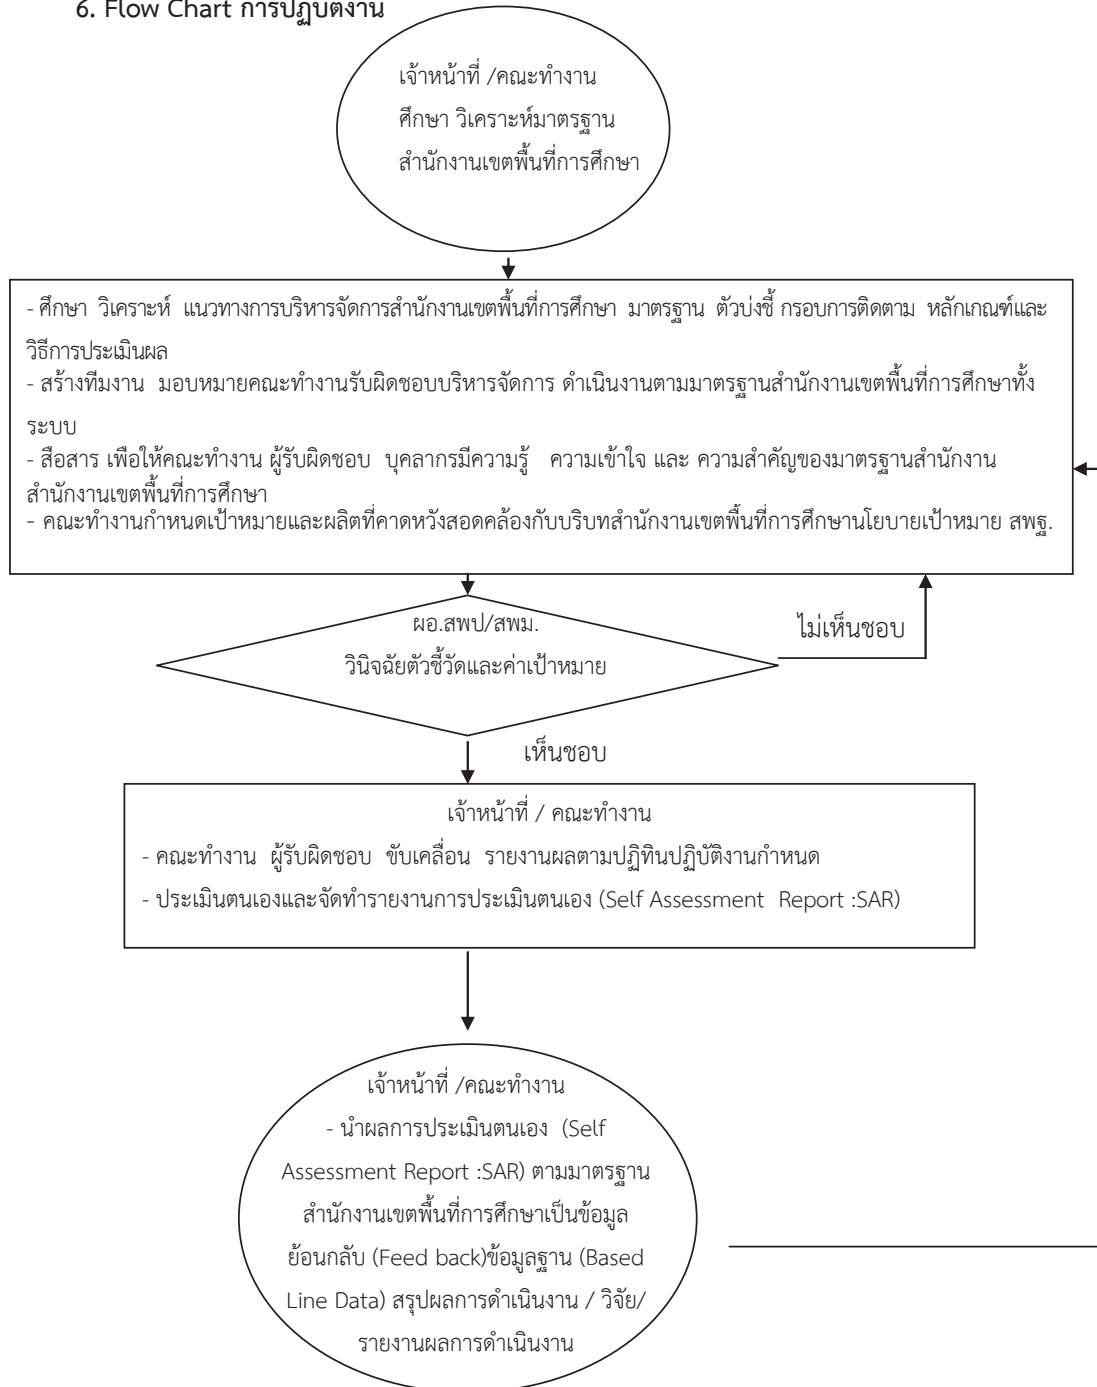 6. Flow Chart การปฏิบัติงาน
เจ้าหน้าที่ /คณะทำงาน
ศึกษา วิเคราะห์มาตรฐาน
สำนักงานเขตพื้นที่การศึกษา
- ศึกษา วิเคราะห์ แนวทางการบริหารจัดการสำนักงานเขตพื้นที่การศึกษา มาตรฐาน ตัวบ่งชี้ กรอบการติดตาม หลักเกณฑ์และ
วิธีการประเมินผล
- สร้างทีมงาน มอบหมายคณะทำงานรับผิดชอบบริหารจัดการ ดำเนินงานตามมาตรฐานสำนักงานเขตพื้นที่การศึกษาทั้ง
ระบบ
- สือสาร เพือให้คณะทำงาน ผู้รับผิดชอบ บุคลากรมีความรู้ ความเข้าใจ และ ความสำคัญของมาตรฐานสำนักงาน
สำนักงานเขตพื้นที่การศึกษา
- คณะทำงานกำหนดเป้าหมายและผลิตที่คาดหวังสอดคล้องกับบริบทสำนักงานเขตพื้นที่การศึกษานโยบายเป้าหมาย สพฐ.
ผอ.สพป/สพม.
วินิจฉัยตัวชี้วัดและค่าเป้าหมาย
ไม่เห็นชอบ
เห็นชอบ
เจ้าหน้าที่ / คณะทำงาน
- คณะทำงาน ผู้รับผิดชอบ ขับเคลื่อน รายงานผลตามปฏิทินปฏิบัติงานกำหนด
- ประเมินตนเองและจัดทำรายงานการประเมินตนเอง (Self Assessment Report :SAR)
เจ้าหน้าที่ /คณะทำงาน
- นำผลการประเมินตนเอง (Self
Assessment Report :SAR) ตามมาตรฐาน
สำนักงานเขตพื้นที่การศึกษาเป็นข้อมูล
ย้อนกลับ (Feed back)ข้อมูลฐาน (Based
Line Data) สรุปผลการดำเนินงาน / วิจัย/
รายงานผลการดำเนินงาน